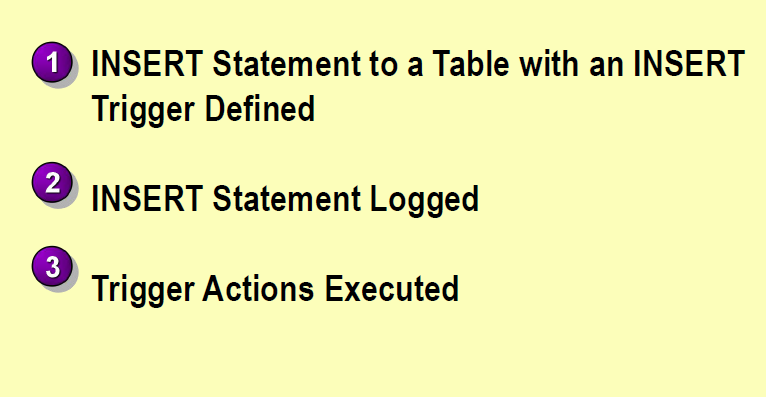 1 INSERT Statement to a Table with an INSERT
Trigger Defined
2 INSERT Statement Logged
3 Trigger Actions Executed